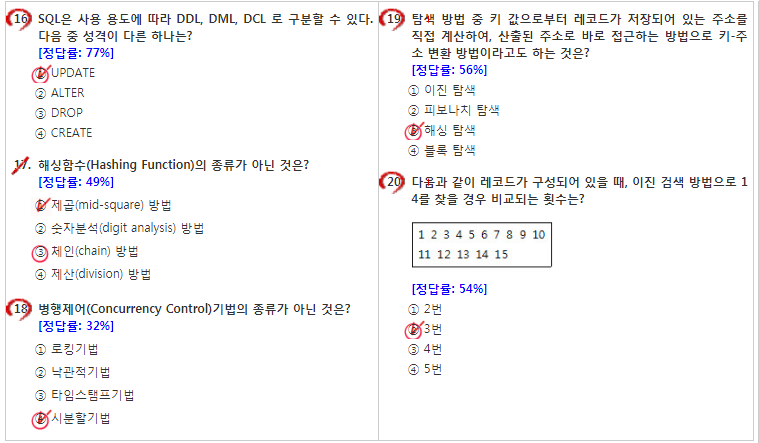 16. SQL은 사용 용도에 따라 DDL, DML, DCL 로 구분할 수 있다.
다음 중 성격이 다른 하나는?
[정답률: 77%]
① UPDATE
② ALTER
③ DROP
④ CREATE
17. 해싱함수(Hashing Function)의 종류가 아닌 것은?
[정답률: 49%]
① 제곱(mid-square) 방법
② 숫자분석(digit analysis) 방법
③ 체인(chain) 방법
④ 제산(division) 방법
18. 병행제어(Concurrency Control)기법의 종류가 아닌 것은?
[정답률: 32%]
① 로킹기법
② 낙관적기법
③ 타임스탬프기법
④ 시분할기법
19. 탐색 방법 중 키 값으로부터 레코드가 저장되어 있는 주소를
직접 계산하여, 산출된 주소로 바로 접근하는 방법으로 키-주
소 변환 방법이라고도 하는 것은?
[정답률: 56%]
① 이진 탐색
② 피보나치 탐색
③ 해싱 탐색
④ 블록 탐색
20. 다음과 같이 레코드가 구성되어 있을 때, 이진 검색 방법으로 1
4를 찾을 경우 비교되는 횟수는?
1 2 3 4 5 6 7 8 9 10
11 12 13 14 15
[정답률: 54%]
① 2번
② 3번
③ 4번
④ 5번